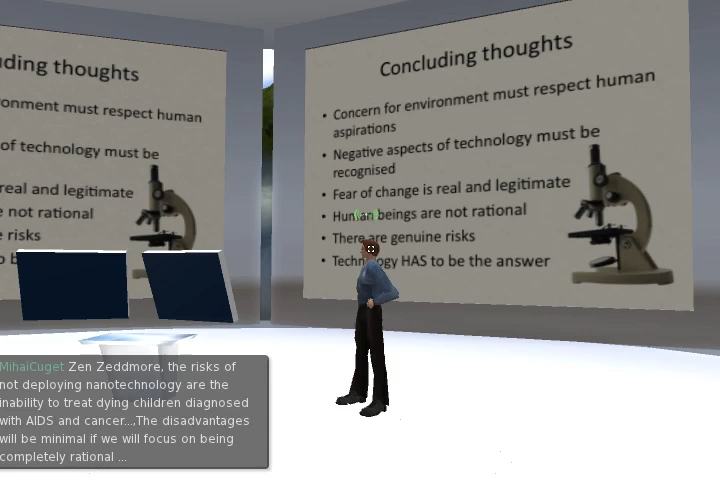 ding thoughts
onment must respect human
of technology must be
real and legitimate
not rational
risks
Concluding thoughts
• Concern for environment must respect human
aspirations
• Negative aspects of technology must be
recognised
• Fear of change is real and legitimate
• Human beings are not rational
• There are genuine risks
• Technology HAS to be the answer
MihaiCuget Zen Zeddmore, the risks of
not deploying nanotechnology are the
inability to treat dying children diagnosed
with AIDS and cancer...,The disadvantages
will be minimal if we will focus on being
completely rational ...